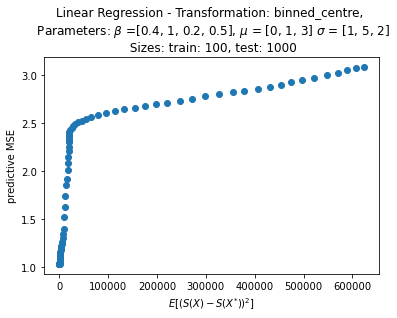 Linear Regression - Transformation: binned_centre,
Parameters: β =[0.4, 1, 0.2, 0.5], μ = [0, 1, 3] σ = [1, 5, 2]
Sizes: train: 100, test: 1000
predictive MSE
3.0
2.5
2.0
1.5
1.0
0 100000 200000 300000 400000 500000 600000
E[(S(X) − S(X*))²]